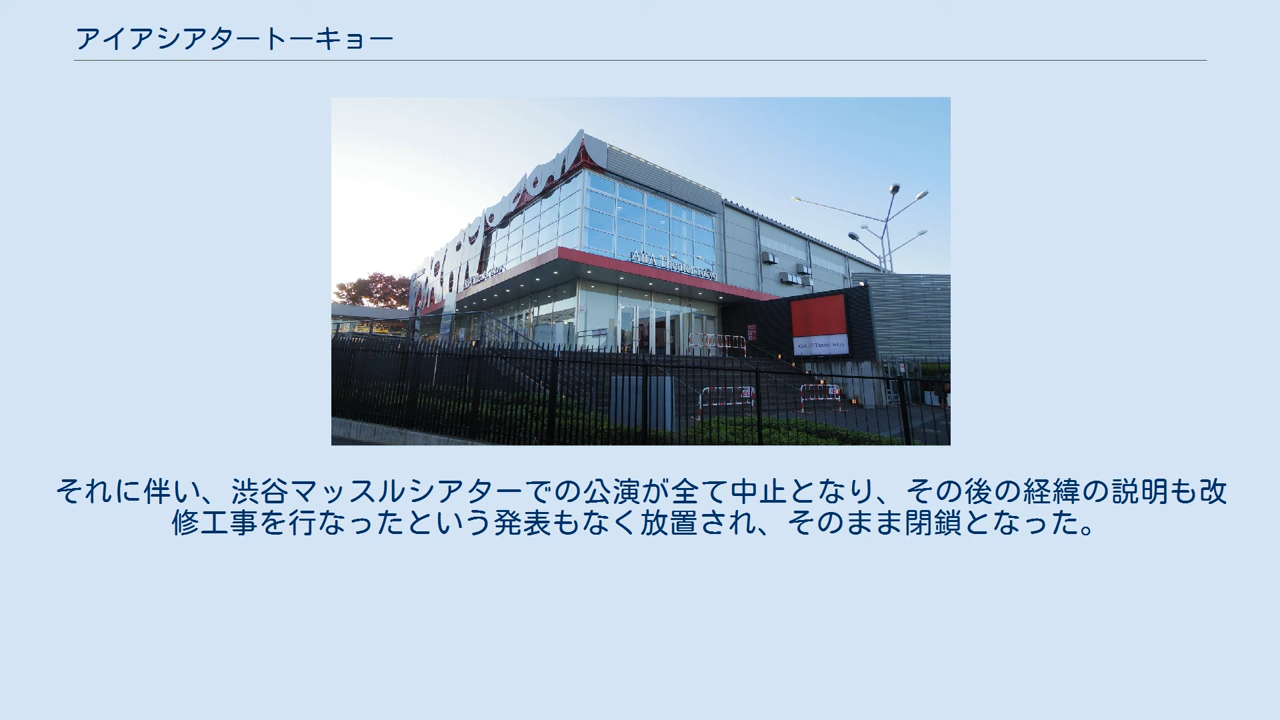 アイアシアタートーキョー
AiiA Theater Tokyo
それに伴い、渋谷マッスルシアターでの公演が全て中止となり、その後の経緯の説明も改
修工事を行なったという発表もなく放置され、そのまま閉鎖となった。